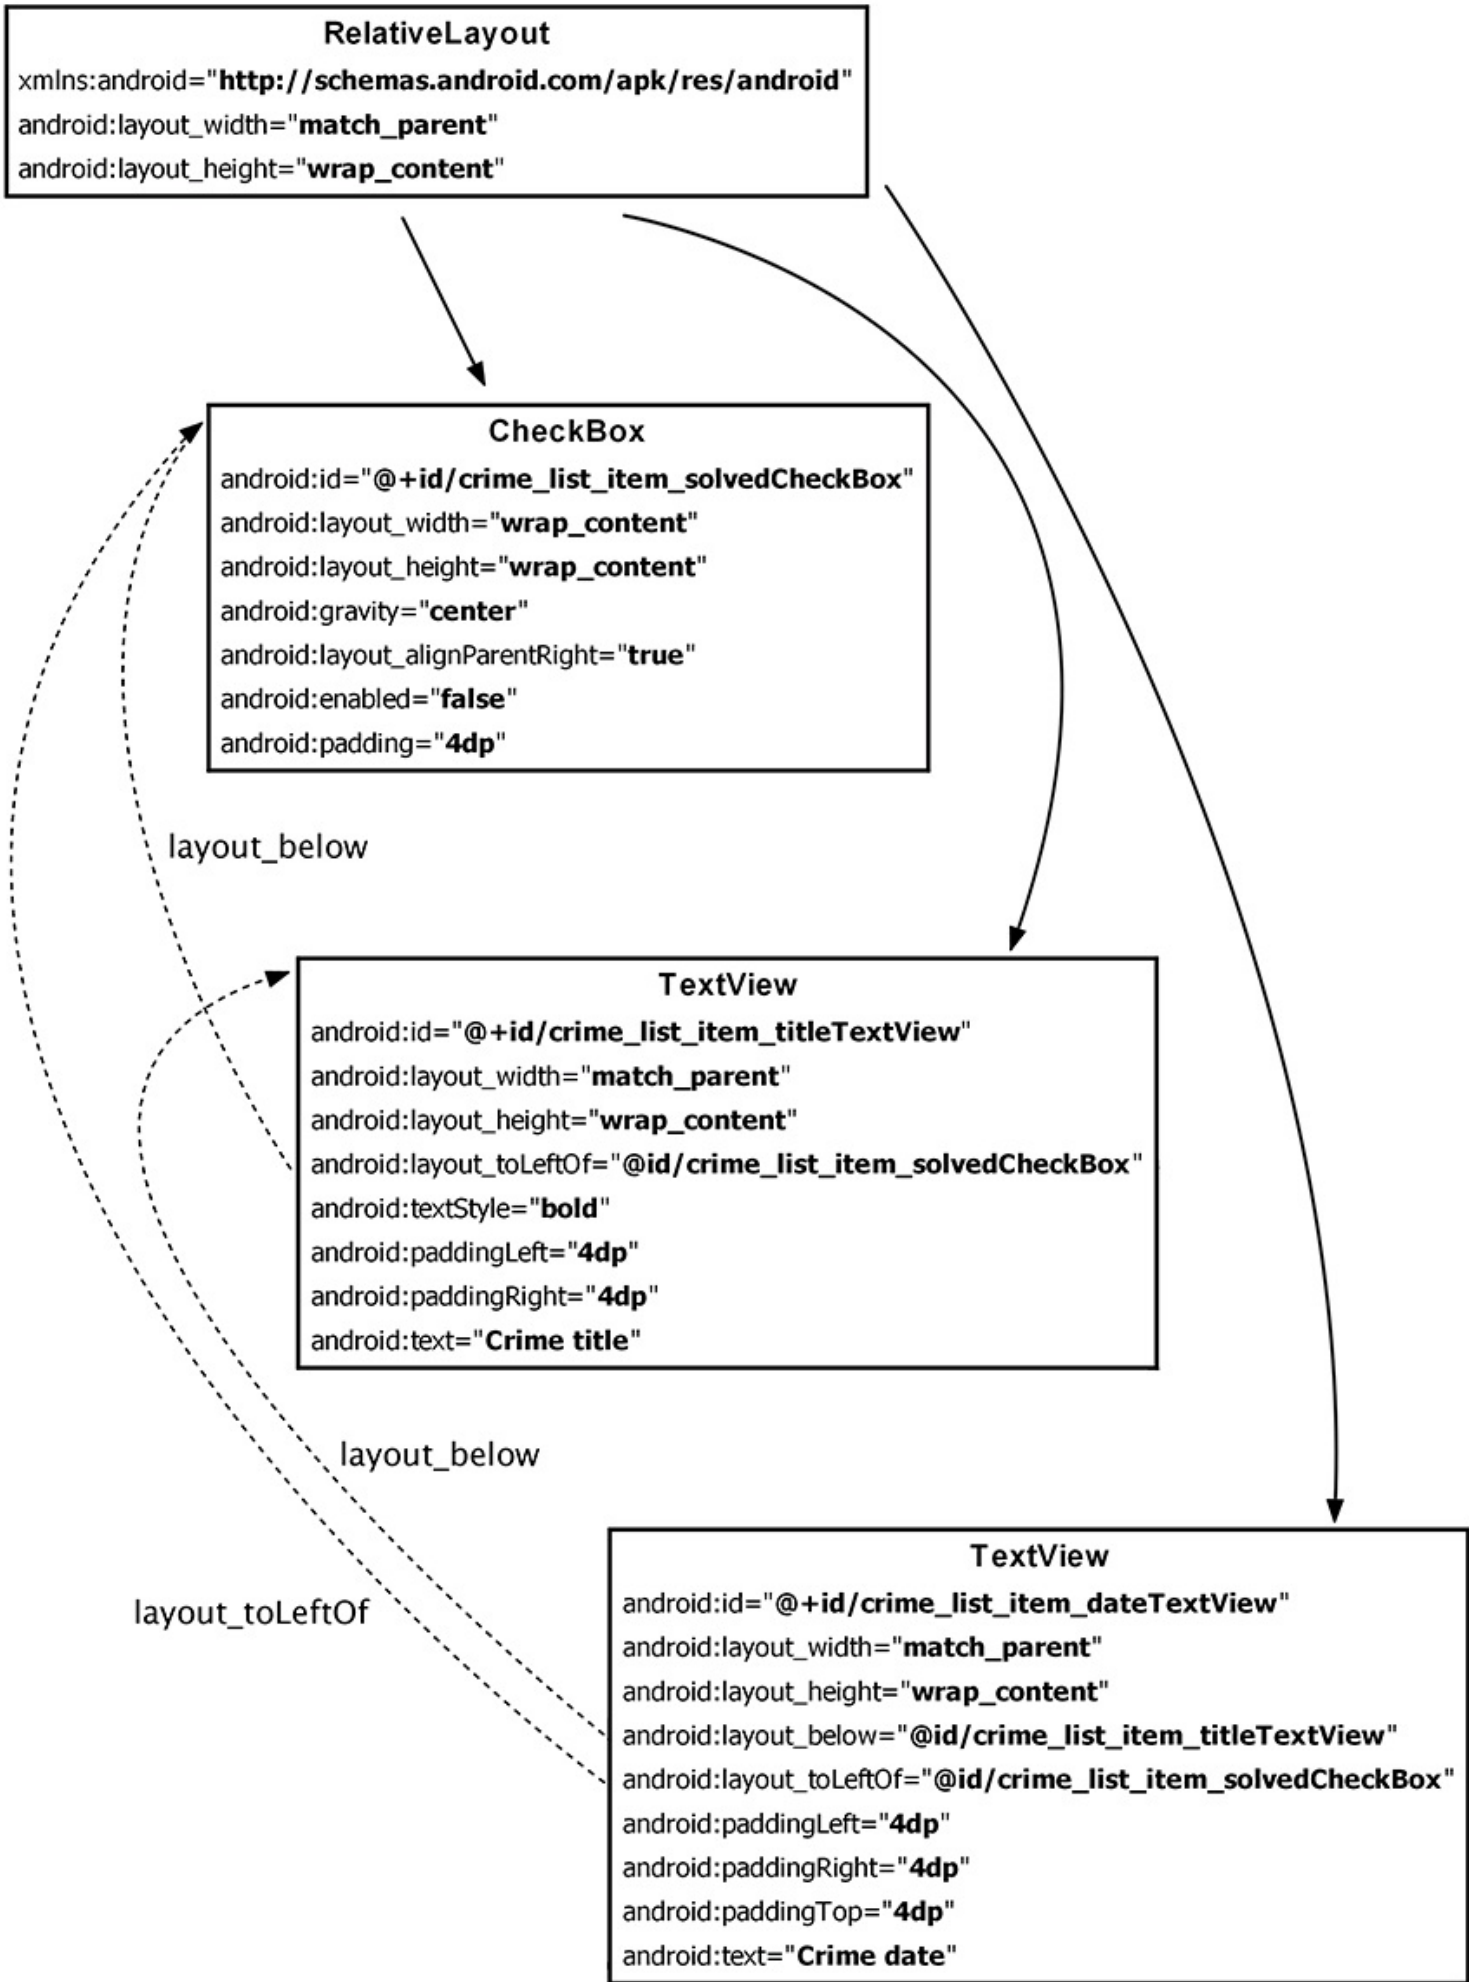 RelativeLayout
xmlns:android="http://schemas.android.com/apk/res/android"
android:layout_width="match_parent"
android:layout_height="wrap_content"
CheckBox
android:id="@+id/crime_list_item_solvedCheckBox"
android:layout_width="wrap_content"
android:layout_height="wrap_content"
android:gravity="center"
android:layout_alignParentRight="true"
android:enabled="false"
android:padding="4dp"
layout_below
TextView
android:id="@+id/crime_list_item_titleTextView"
android:layout_width="match_parent"
android:layout_height="wrap_content"
android:layout_toLeftOf="@id/crime_list_item_solvedCheckBox"
android:textStyle="bold"
android:paddingLeft="4dp"
android:paddingRight="4dp"
android:text="Crime title"
layout_below
layout_toLeftOf
TextView
android:id="@+id/crime_list_item_dateTextView"
android:layout_width="match_parent"
android:layout_height="wrap_content"
android:layout_below="@id/crime_list_item_titleTextView"
android:layout_toLeftOf="@id/crime_list_item_solvedCheckBox"
android:paddingLeft="4dp"
android:paddingRight="4dp"
android:paddingTop="4dp"
android:text="Crime date"